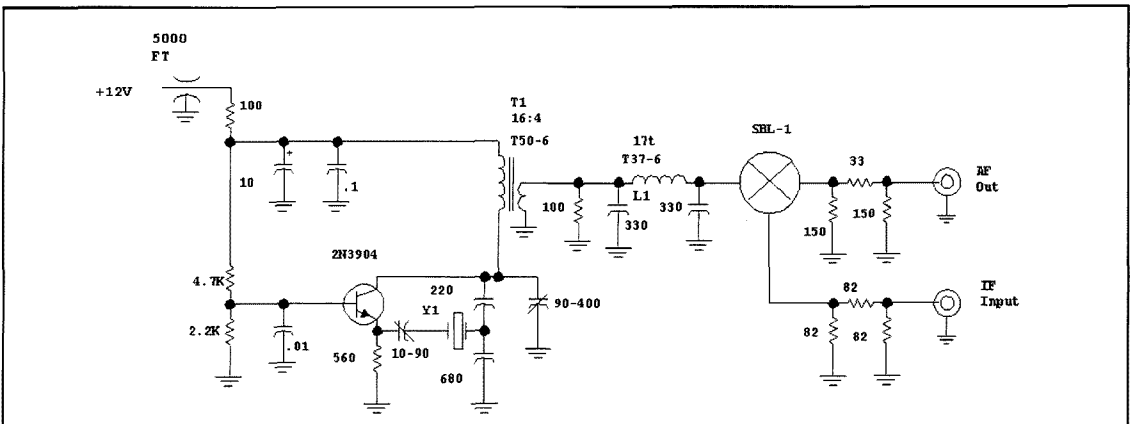 5000
FT
+12V
100
T1
16:4
T50-6
17t
T37-6
SBL-1
33
AF
Out
10
+
.1
100
330
L1
330
150
150
2N3904
4.7K
220
90-400
82
IF
Input
2.2K
.01
Y1
560
10-90
680
82
82